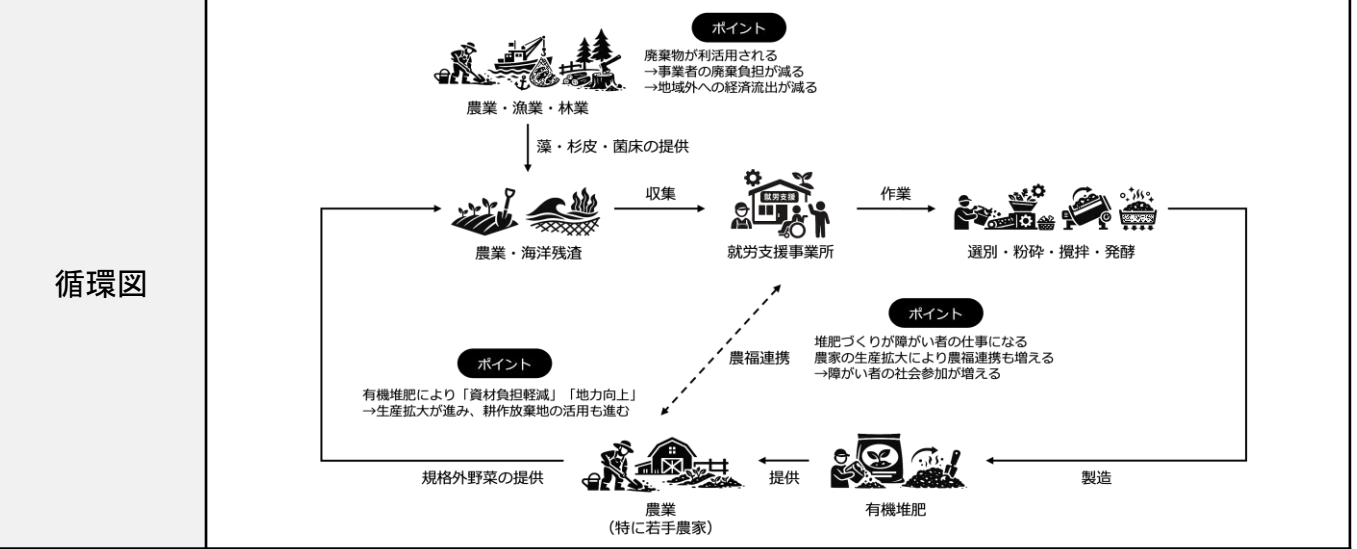 循環図
ポイント
廃棄物が利活用される
→事業者の廃棄負担が減る
→地域外への経済流出が減る
農業・漁業・林業
藻・杉皮・菌床の提供
農業・海洋残渣
収集
就労支援
就労支援事業所
作業
選別・粉砕・攪拌・発酵
ポイント
堆肥づくりが障がい者の仕事になる
農家の生産拡大により農福連携も増える
→障がい者の社会参加が増える
農福連携
ポイント
有機堆肥により「資材負担軽減」「地力向上」
→生産拡大が進み、耕作放棄地の活用も進む
規格外野菜の提供
農業
（特に若手農家）
提供
有機堆肥
製造